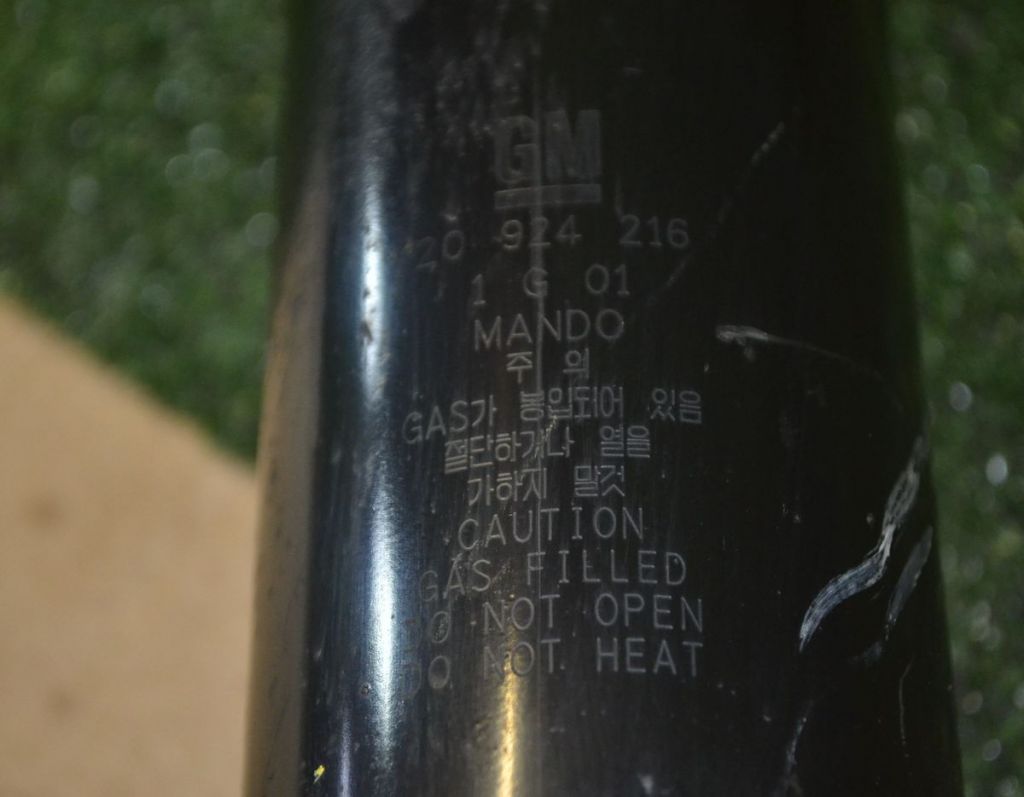 GM
20 924 216
1 G 01
MANDO
주 의
GAS가 봉입되어 있음
절단하거나 열을
가하지 말것
CAUTION
GAS FILLED
DO NOT OPEN
DO NOT HEAT